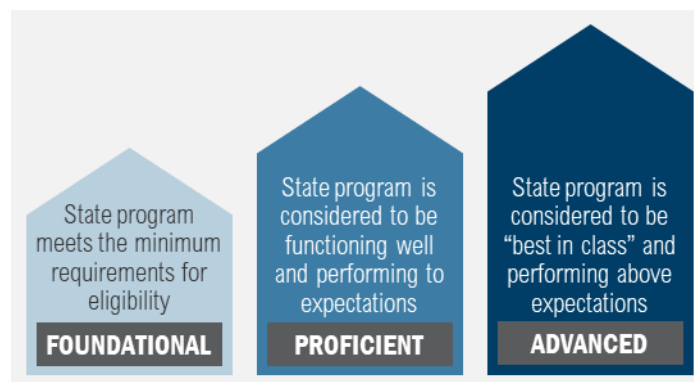 State program
meets the minimum
requirements for
eligibility
FOUNDATIONAL
State program is
considered to be
functioning well
and performing to
expectations
PROFICIENT
State program is
considered to be
“best in class” and
performing above
expectations
ADVANCED